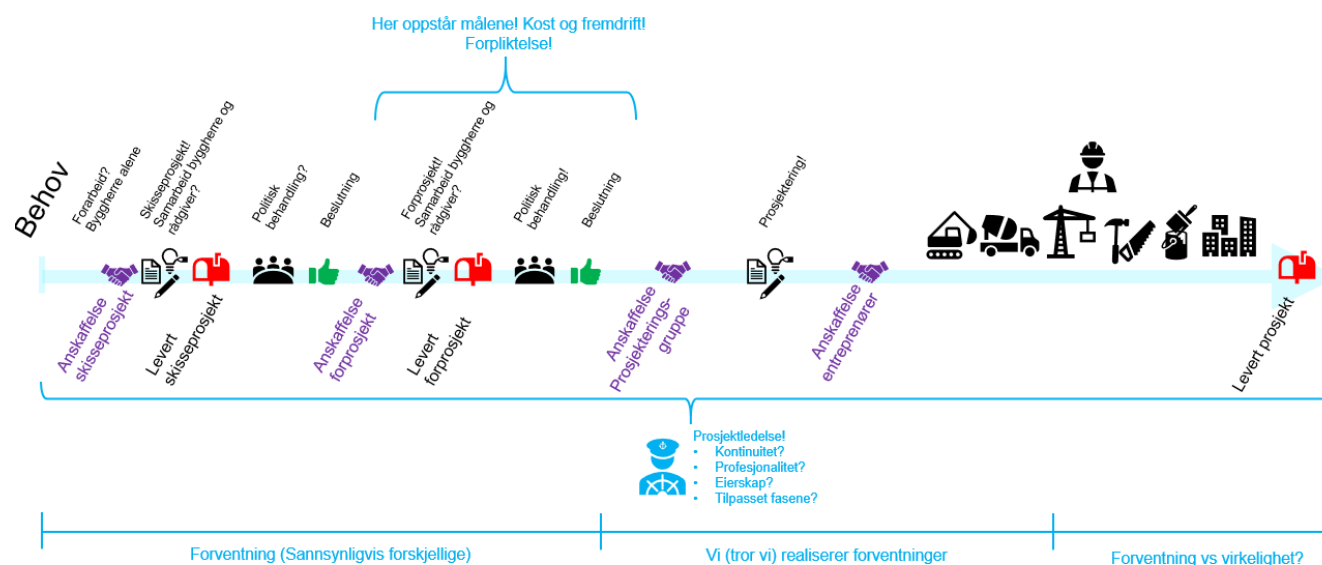 Her oppstår målene! Kost og fremdrift!
Forpliktelse!
Behov
Forarbeid?
Byggherre alene
Skisseprosjekt!
Samarbeid byggherre og
rådgiver?
Politisk
behandling?
Beslutning
Forprosjekt!
Samarbeid byggherre og
rådgiver?
Politisk
behandling!
Beslutning
Prosjektering!
Anskaffelse
skisseprosjekt
Levert
skisseprosjekt
Anskaffelse
forprosjekt
Levert
forprosjekt
Anskaffelse
Prosjekterings-
gruppe
Anskaffelse
entreprenører
Levert prosjekt
Prosjektledelse!
• Kontinuitet?
• Profesjonalitet?
• Eierskap?
• Tilpasset fasene?
Forventning (Sannsynligvis forskjellige)
Vi (tror vi) realiserer forventninger
Forventning vs virkelighet?